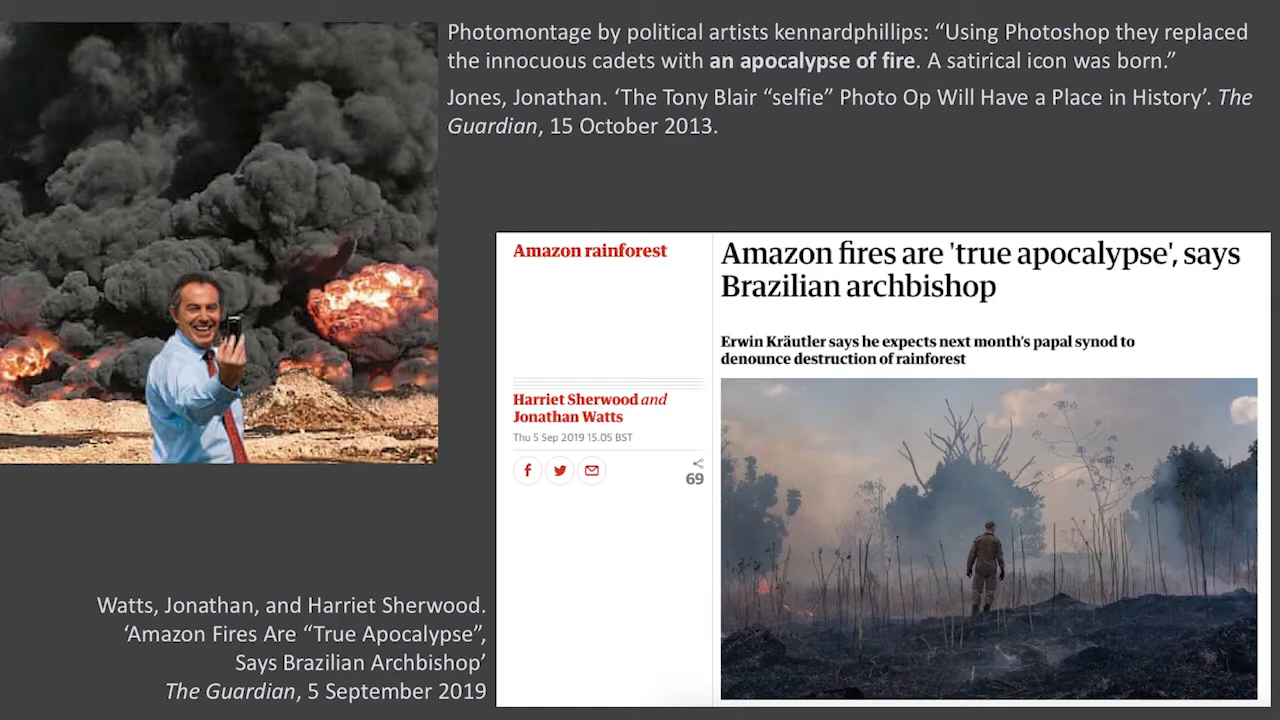 Photomontage by political artists kennardphillips: “Using Photoshop they replaced
the innocuous cadets with an apocalypse of fire. A satirical icon was born.”
Jones, Jonathan. ‘The Tony Blair “selfie” Photo Op Will Have a Place in History’. The
Guardian, 15 October 2013.
Amazon rainforest
Amazon fires are 'true apocalypse', says
Brazilian archbishop
Erwin Kräutler says he expects next month's papal synod to
denounce destruction of rainforest
Harriet Sherwood and
Jonathan Watts
Thu 5 Sep 2019 15.05 BST
69
Watts, Jonathan, and Harriet Sherwood.
‘Amazon Fires Are “True Apocalypse”,
Says Brazilian Archbishop’
The Guardian, 5 September 2019